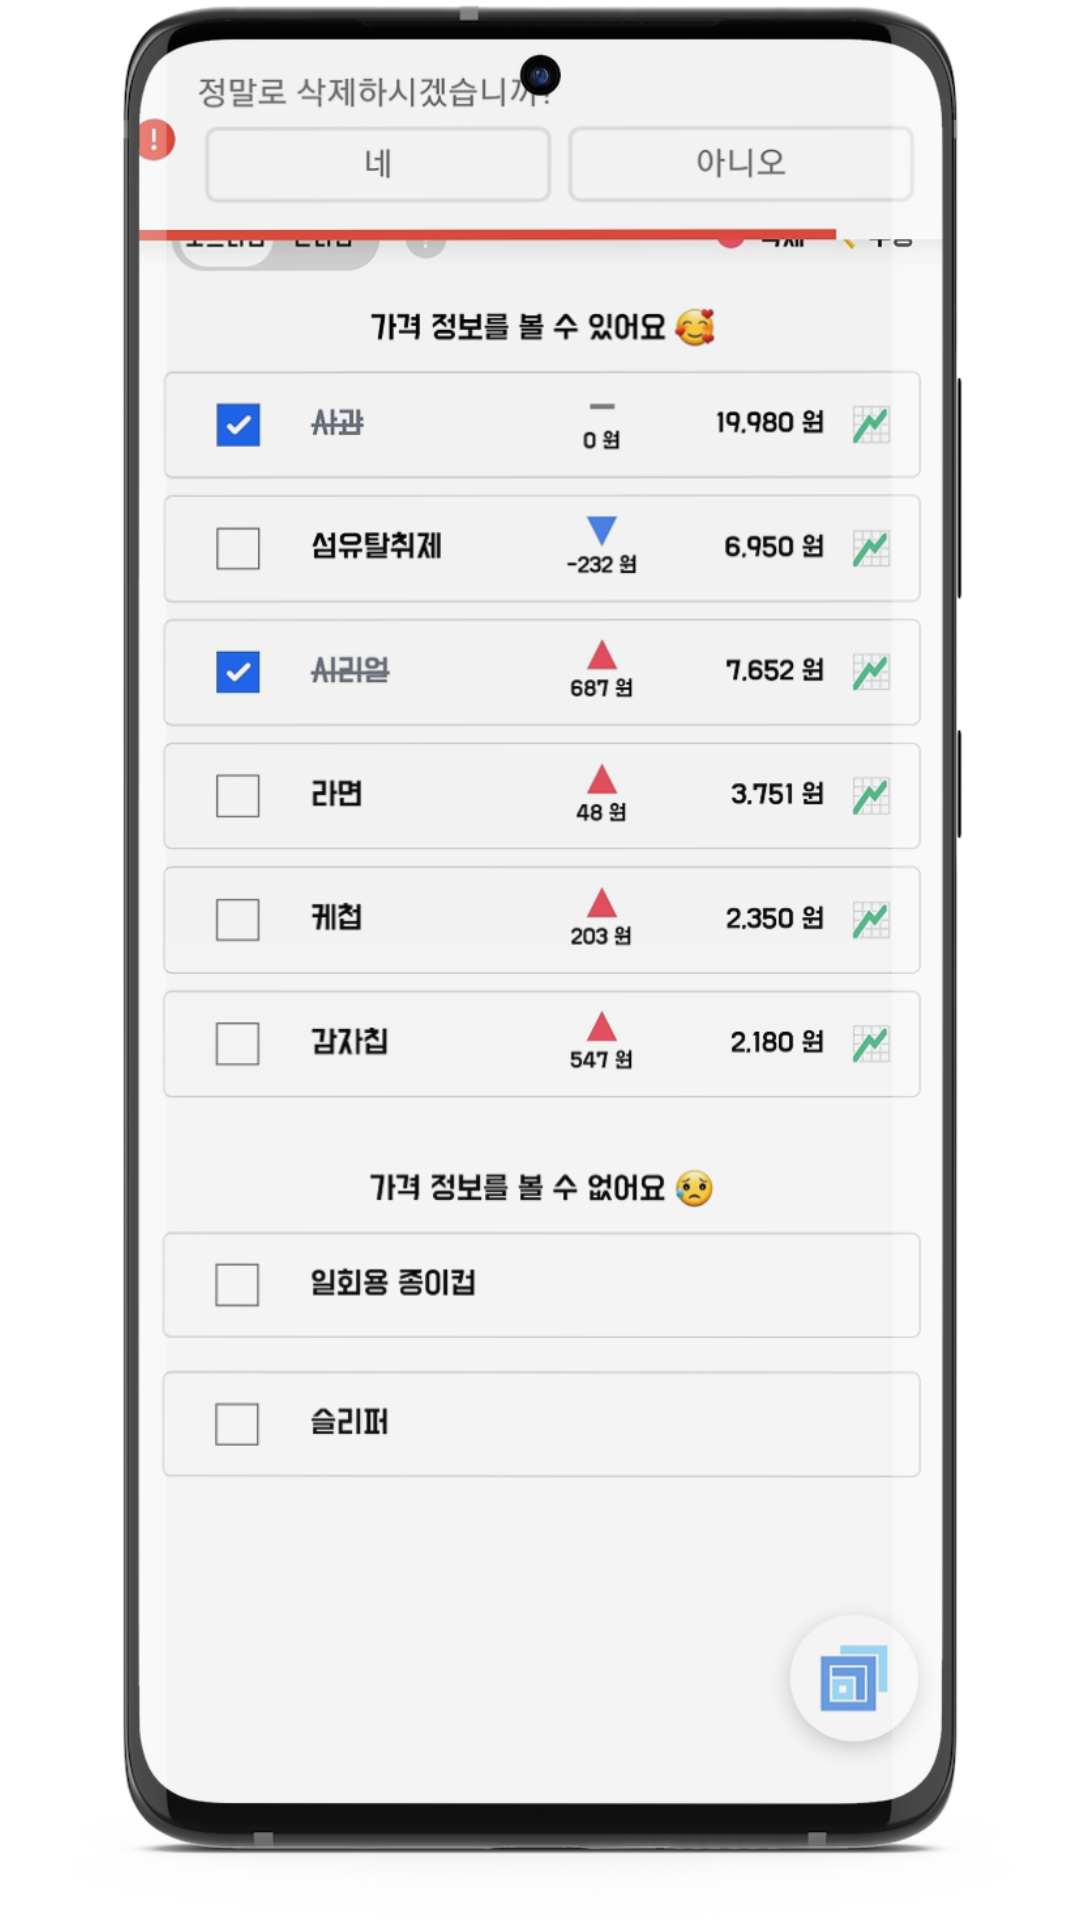 정말로 삭제하시겠습니까?
네
아니오
가격 정보를 볼 수 있어요 🥰
사과
0 원
19,980 원
섬유탈취제
-232 원
6,950 원
시리얼
687 원
7,652 원
라면
48 원
3,751 원
케첩
203 원
2,350 원
감자칩
547 원
2,180 원
가격 정보를 볼 수 없어요 😥
일회용 종이컵
슬리퍼